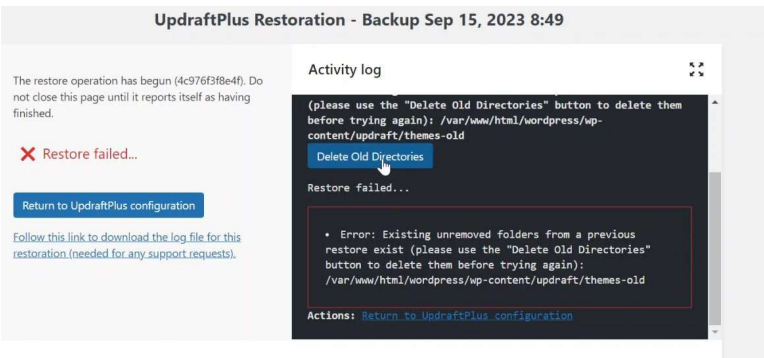 UpdraftPlus Restoration - Backup Sep 15, 2023 8:49
The restore operation has begun (4c976f3f8e4f). Do
not close this page until it reports itself as having
finished.
Restore failed...
Return to UpdraftPlus configuration
Follow this link to download the log file for this
restoration (needed for any support requests).
Activity log
(please use the "Delete Old Directories" button to delete them
before trying again): /var/www/html/wordpress/wp-
content/updraft/themes-old
Delete Old Directories
Restore failed...
• Error: Existing unremoved folders from a previous
restore exist (please use the "Delete Old Directories"
button to delete them before trying again):
/var/www/html/wordpress/wp-content/updraft/themes-old
Actions: Return to UpdraftPlus configuration